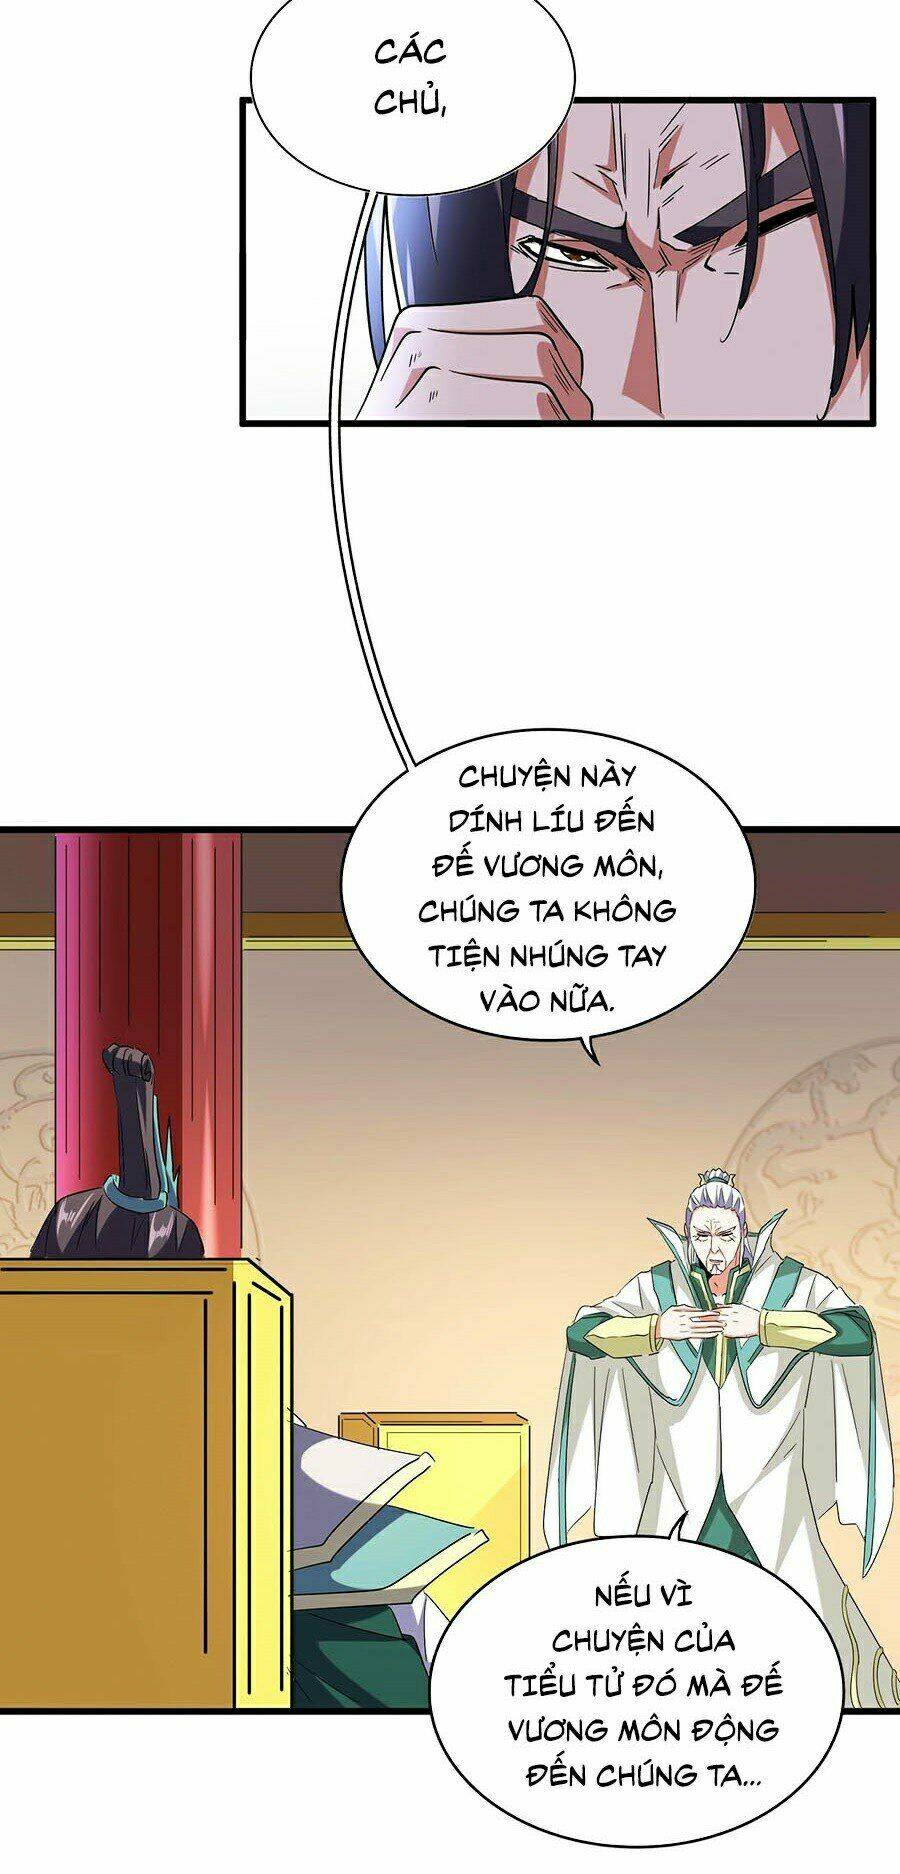 CÁC
CHỦ,
CHUYỆN NÀY
DÍNH LÍU ĐẾN
ĐẾ VƯƠNG MÔN,
CHÚNG TA KHÔNG
TIỆN NHÚNG TAY
VÀO NỮA.
NẾU VÌ
CHUYỆN CỦA
TIỂU TỬ ĐÓ MÀ ĐẾ
VƯƠNG MÔN ĐỘNG
ĐẾN CHÚNG TA...